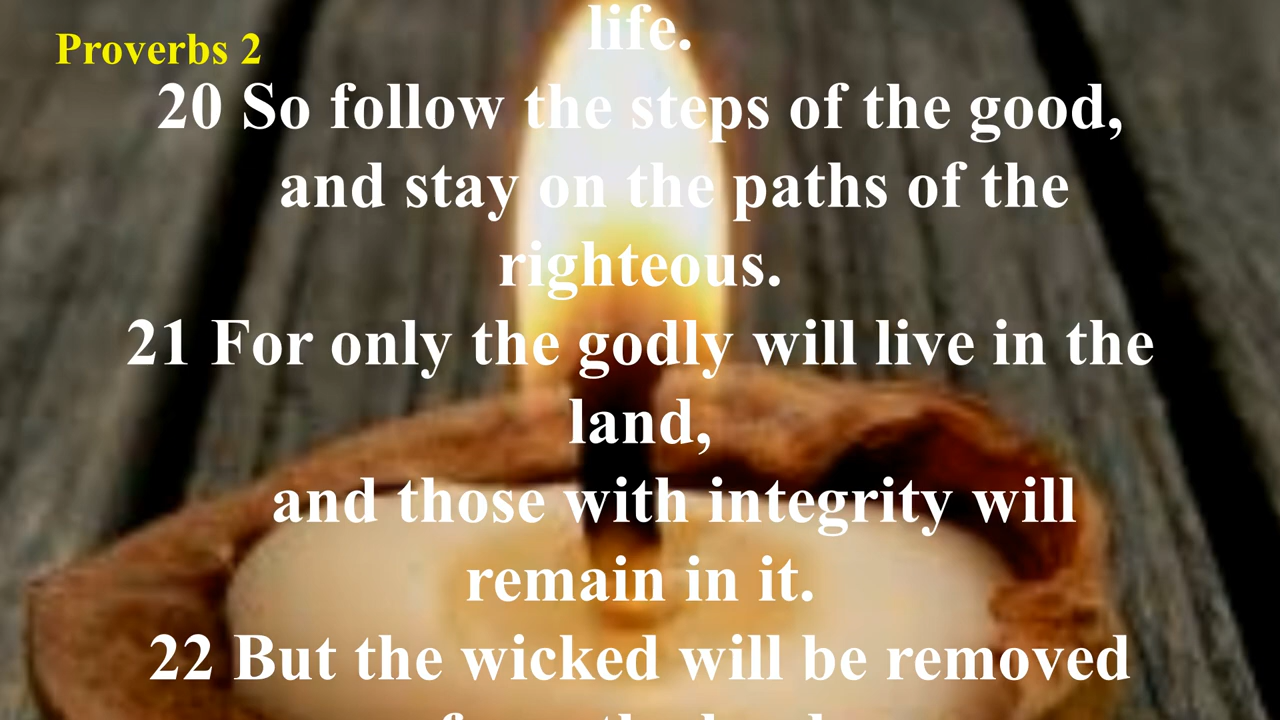 life.
Proverbs 2
20 So follow the steps of the good,
and stay on the paths of the
righteous.
21 For only the godly will live in the
land,
and those with integrity will
remain in it.
22 But the wicked will be removed